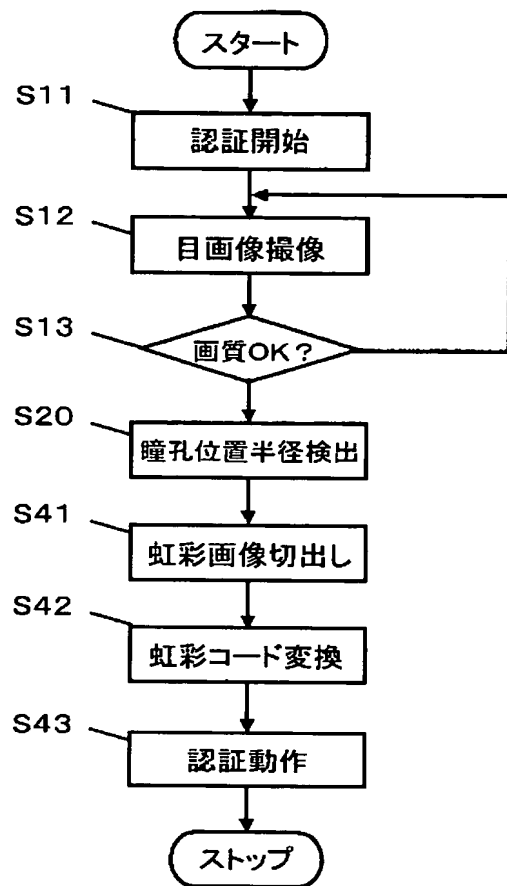 スタート
S11
認証開始
S12
目画像撮像
S13
画質OK?
S20
瞳孔位置半径検出
S41
虹彩画像切出し
S42
虹彩コード変換
S43
認証動作
ストップ